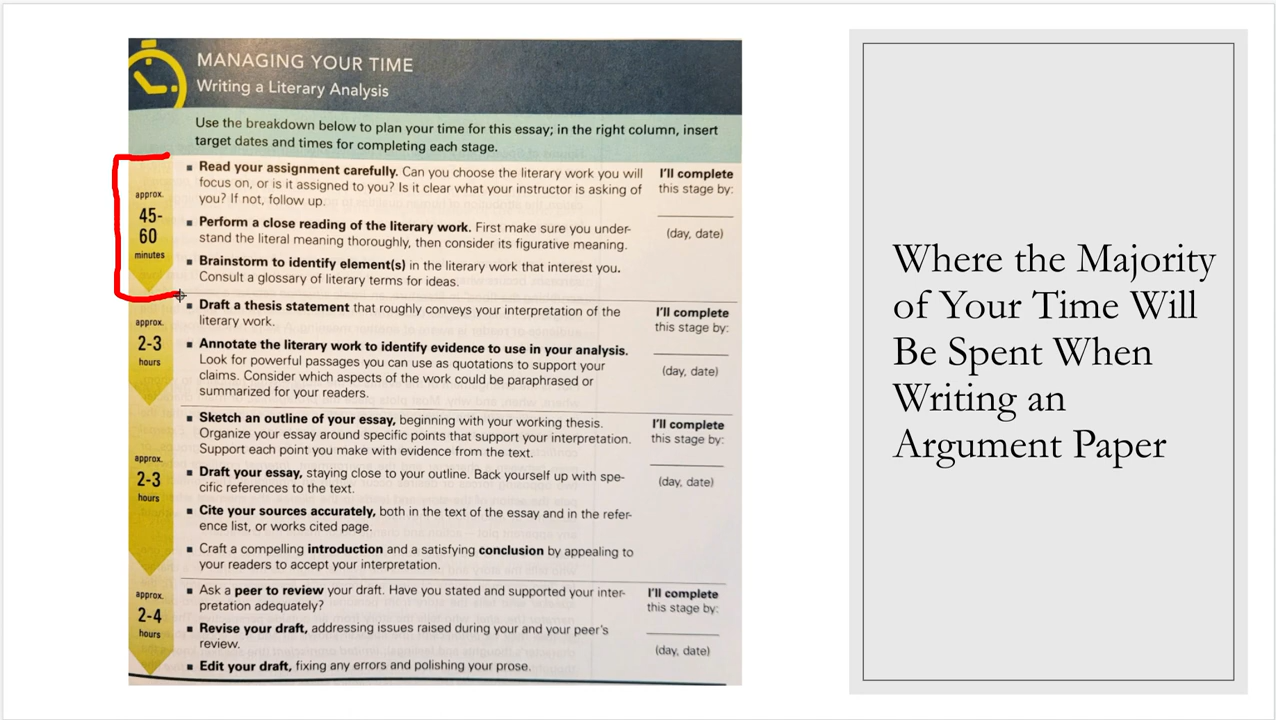 MANAGING YOUR TIME
Writing a Literary Analysis
Use the breakdown below to plan your time for this essay; in the right column, insert
target dates and times for completing each stage.
approx.
45-
60
minutes
▪ Read your assignment carefully. Can you choose the literary work you will
focus on, or is it assigned to you? Is it clear what your instructor is asking of
you? If not, follow up.
▪ Perform a close reading of the literary work. First make sure you under-
stand the literal meaning thoroughly, then consider its figurative meaning.
▪ Brainstorm to identify element(s) in the literary work that interest you.
Consult a glossary of literary terms for ideas.
I'll complete
this stage by:
(day, date)
approx.
2-3
hours
▪ Draft a thesis statement that roughly conveys your interpretation of the
literary work.
▪ Annotate the literary work to identify evidence to use in your analysis.
Look for powerful passages you can use as quotations to support your
claims. Consider which aspects of the work could be paraphrased or
summarized for your readers.
I'll complete
this stage by:
(day, date)
approx.
2-3
hours
▪ Sketch an outline of your essay, beginning with your working thesis.
Organize your essay around specific points that support your interpretation.
Support each point you make with evidence from the text.
▪ Draft your essay, staying close to your outline. Back yourself up with spe-
cific references to the text.
▪ Cite your sources accurately, both in the text of the essay and in the refer-
ence list, or works cited page.
▪ Craft a compelling introduction and a satisfying conclusion by appealing to
your readers to accept your interpretation.
I'll complete
this stage by:
(day, date)
approx.
2-4
hours
▪ Ask a peer to review your draft. Have you stated and supported your inter-
pretation adequately?
▪ Revise your draft, addressing issues raised during your and your peer's
review.
▪ Edit your draft, fixing any errors and polishing your prose.
I'll complete
this stage by:
(day, date)
Where the Majority
of Your Time Will
Be Spent When
Writing an
Argument Paper